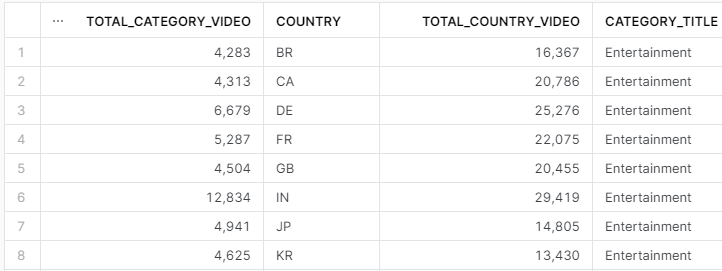 ... TOTAL_CATEGORY_VIDEO COUNTRY TOTAL_COUNTRY_VIDEO CATEGORY_TITLE
1 4,283 BR 16,367 Entertainment
2 4,313 CA 20,786 Entertainment
3 6,679 DE 25,276 Entertainment
4 5,287 FR 22,075 Entertainment
5 4,504 GB 20,455 Entertainment
6 12,834 IN 29,419 Entertainment
7 4,941 JP 14,805 Entertainment
8 4,625 KR 13,430 Entertainment